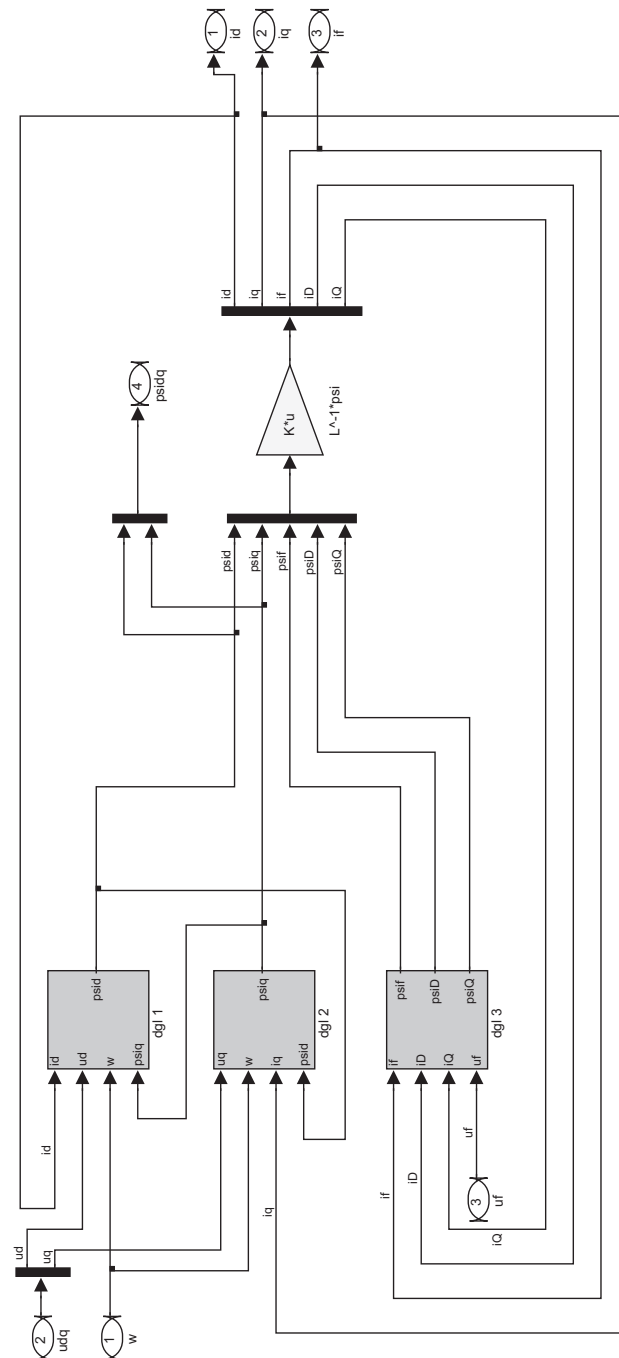 2
udq
1
w
ud
uq
id
iq
if
iD
iQ
3
uf
uf
id
ud
w
psiq
psid
dgl 1
uq
w
iq
psid
psiq
dgl 2
if
iD
iQ
uf
psif
psiD
psiQ
dgl 3
psid
psiq
psif
psiD
psiQ
4
psidq
K*u
L^-1*psi
id
iq
if
iD
iQ
1
id
2
iq
3
if